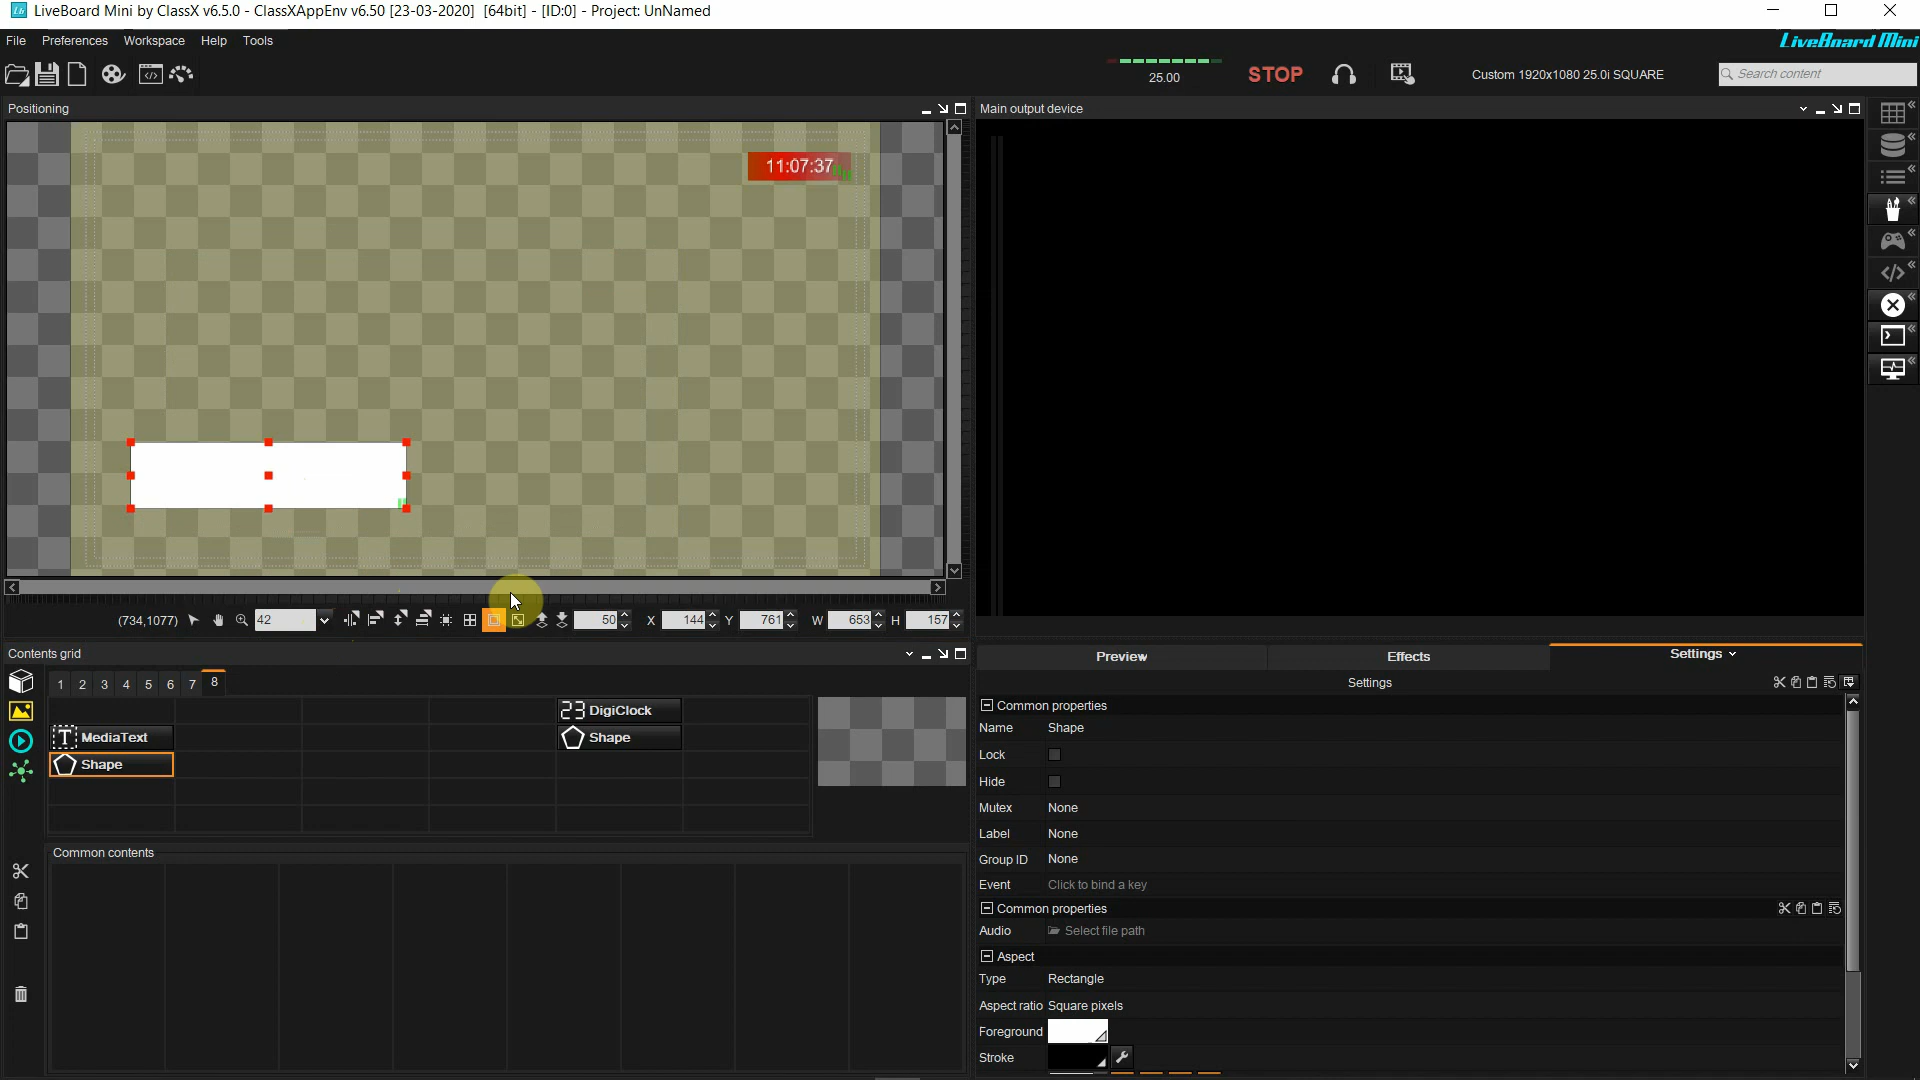 LiveBoard Mini by ClassX v6.5.0 - ClassXAppEnv v6.50 [23-03-2020] [64bit] - [ID:0] - Project: UnNamed
File Preferences Workspace Help Tools
LiveBoard Mini
25.00
STOP
Custom 1920x1080 25.0i SQUARE
Search content
Positioning
Main output device
11:07:37
(734,1077)
42
50
X 144
Y 761
W 653
H 157
Contents grid
1 2 3 4 5 6 7 8
23 DigiClock
T MediaText
Shape
Shape
Common contents
Preview
Effects
Settings
Settings
Common properties
Name Shape
Lock
Hide
Mutex None
Label None
Group ID None
Event Click to bind a key
Common properties
Audio Select file path
Aspect
Type Rectangle
Aspect ratio Square pixels
Foreground
Stroke